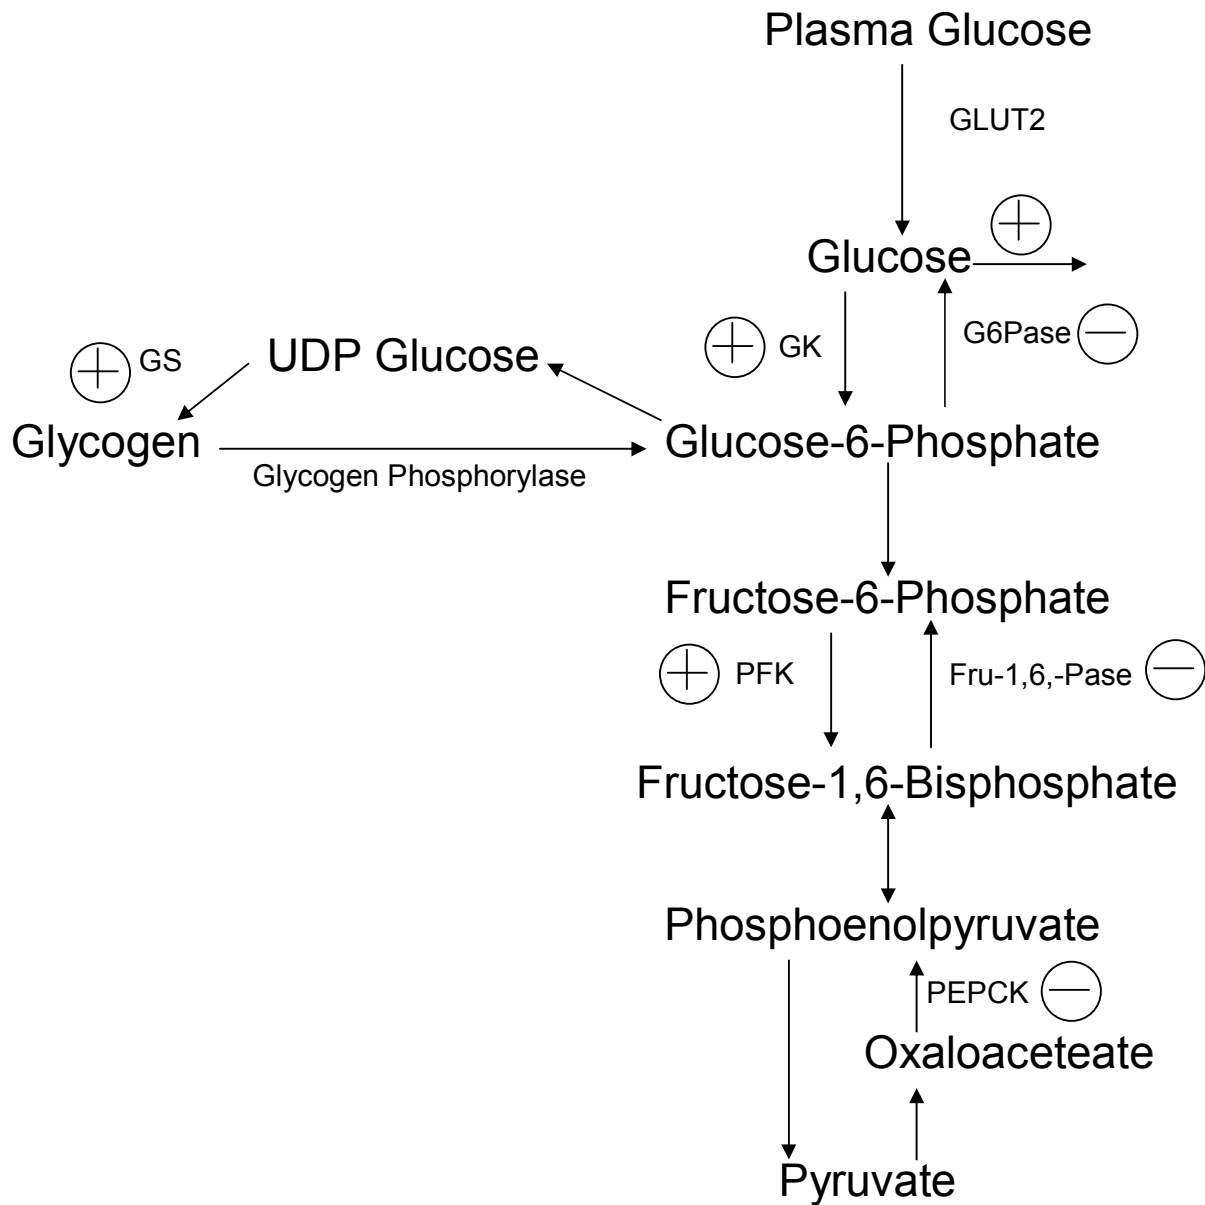 Plasma Glucose
GLUT2
Glucose
GK
G6Pase
GS
UDP Glucose
Glycogen
Glucose-6-Phosphate
Glycogen Phosphorylase
Fructose-6-Phosphate
PFK
Fru-1,6,-Pase
Fructose-1,6-Bisphosphate
Phosphoenolpyruvate
PEPCK
Oxaloaceteate
Pyruvate